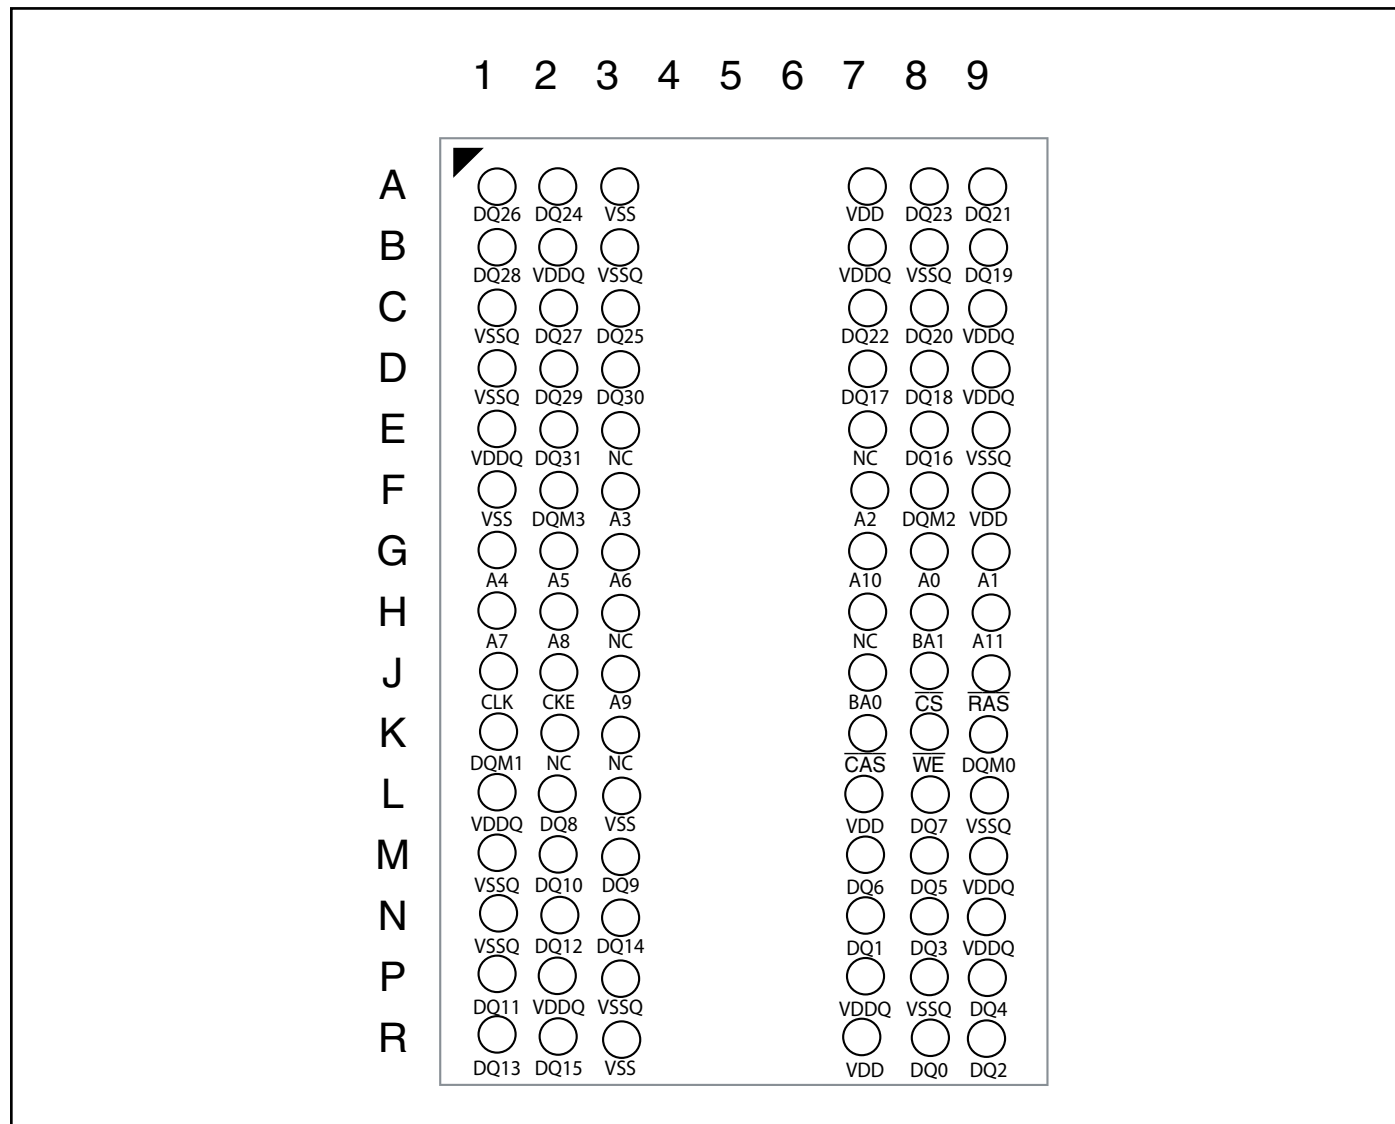 1 2 3 4 5 6 7 8 9
A
DQ26 DQ24 VSS VDD DQ23 DQ21
B
DQ28 VDDQ VSSQ VDDQ VSSQ DQ19
C
VSSQ DQ27 DQ25 DQ22 DQ20 VDDQ
D
VSSQ DQ29 DQ30 DQ17 DQ18 VDDQ
E
VDDQ DQ31 NC NC DQ16 VSSQ
F
VSS DQM3 A3 A2 DQM2 VDD
G
A4 A5 A6 A10 A0 A1
H
A7 A8 NC NC BA1 A11
J
CLK CKE A9 BA0 C̅S̅ R̅A̅S̅
K
DQM1 NC NC C̅A̅S̅ W̅E̅ DQM0
L
VDDQ DQ8 VSS VDD DQ7 VSSQ
M
VSSQ DQ10 DQ9 DQ6 DQ5 VDDQ
N
VSSQ DQ12 DQ14 DQ1 DQ3 VDDQ
P
DQ11 VDDQ VSSQ VDDQ VSSQ DQ4
R
DQ13 DQ15 VSS VDD DQ0 DQ2